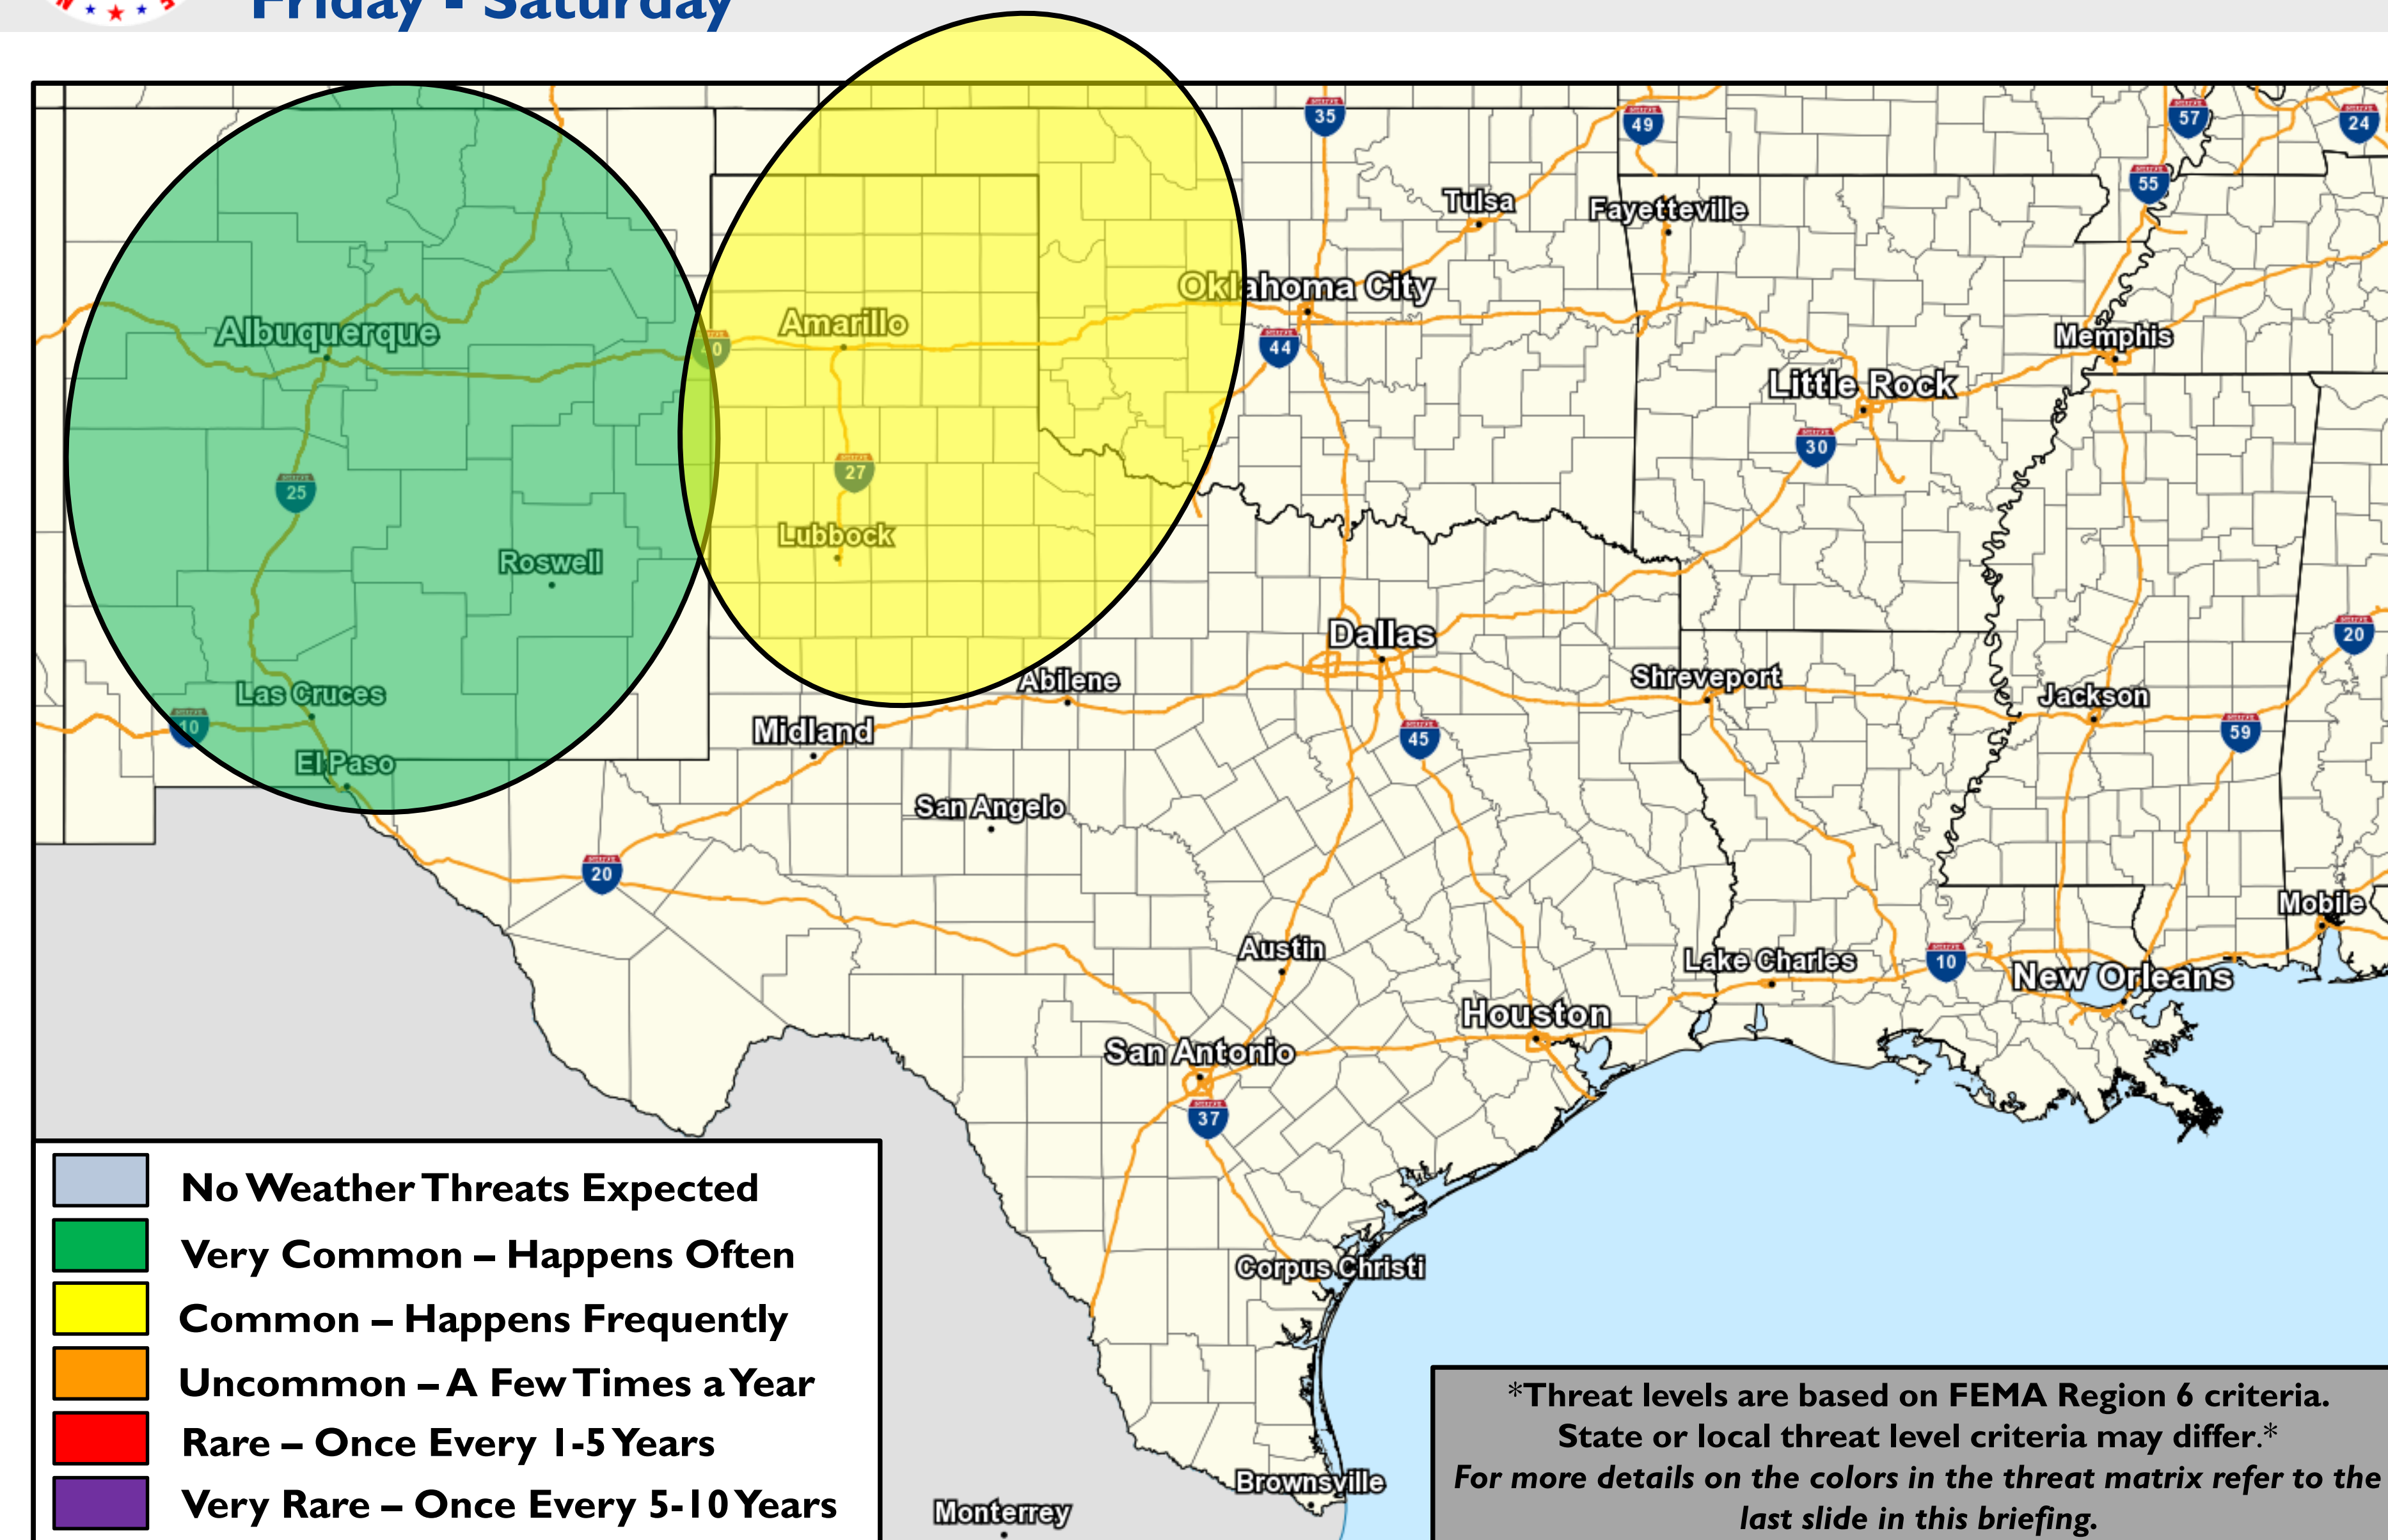 Friday - Saturday
35
49
57
24
55
Tulsa
Fayetteville
Oklahoma City
Albuquerque
Amarillo
44
Memphis
Little Rock
30
25
27
Lubbock
Roswell
Dallas
20
Las Cruces
Abilene
Shreveport
Jackson
10
Midland
45
59
El Paso
San Angelo
20
Mobile
Austin
Lake Charles
10
New Orleans
Houston
San Antonio
37
Corpus Christi
Brownsville
Monterrey
No Weather Threats Expected
Very Common – Happens Often
Common – Happens Frequently
Uncommon – A Few Times a Year
Rare – Once Every 1-5 Years
Very Rare – Once Every 5-10 Years
*Threat levels are based on FEMA Region 6 criteria.
State or local threat level criteria may differ.*
For more details on the colors in the threat matrix refer to the
last slide in this briefing.